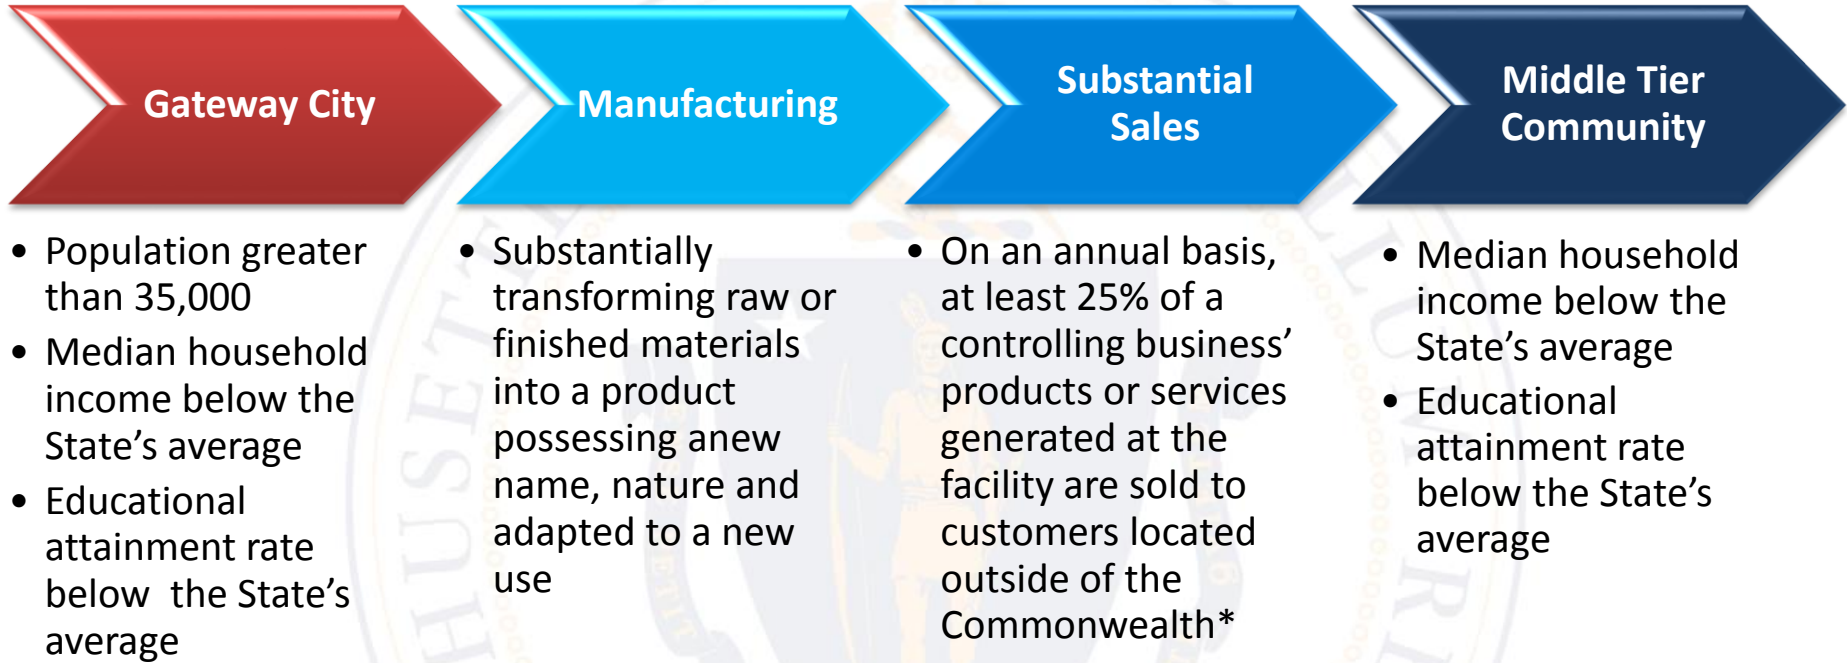 Gateway City
• Population greater
than 35,000
• Median household
income below the
State's average
• Educational
attainment rate
below  the State's
average
Manufacturing
• Substantially
transforming raw or
finished materials
into a product
possessing anew
name, nature and
adapted to a new
use
Substantial
Sales
• On an annual basis,
at least 25% of a
controlling business'
products or services
generated at the
facility are sold to
customers located
outside of the
Commonwealth*
Middle Tier
Community
• Median household
income below the
State's average
• Educational
attainment rate
below the State's
average